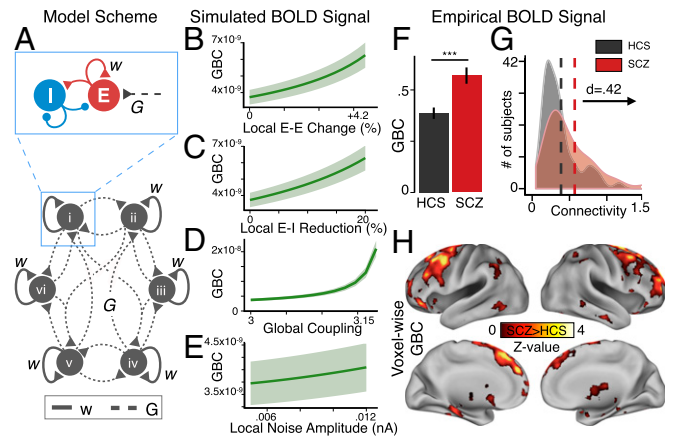 Model Scheme
Simulated BOLD Signal
Empirical BOLD Signal
A
w
I
E
G
w
w
i
ii
w
w
vi
iii
G
v
iv
w
w
w
G
B
7x10⁻⁹
GBC
4x10⁻⁹
0
+4.2
Local E-E Change (%)
C
7x10⁻⁹
GBC
4x10⁻⁹
0
20
Local E-I Reduction (%)
D
2x10⁻⁸
GBC
0
3
3.15
Global Coupling
E
4.5x10⁻⁹
GBC
3.5x10⁻⁹
.006
.012
Local Noise Amplitude (nA)
F
***
.5
GBC
0
HCS
SCZ
G
HCS
SCZ
42
d=.42
# of subjects
0
0
Connectivity
1.5
H
Voxel-wise
GBC
0
SCZ>HCS
4
Z-value